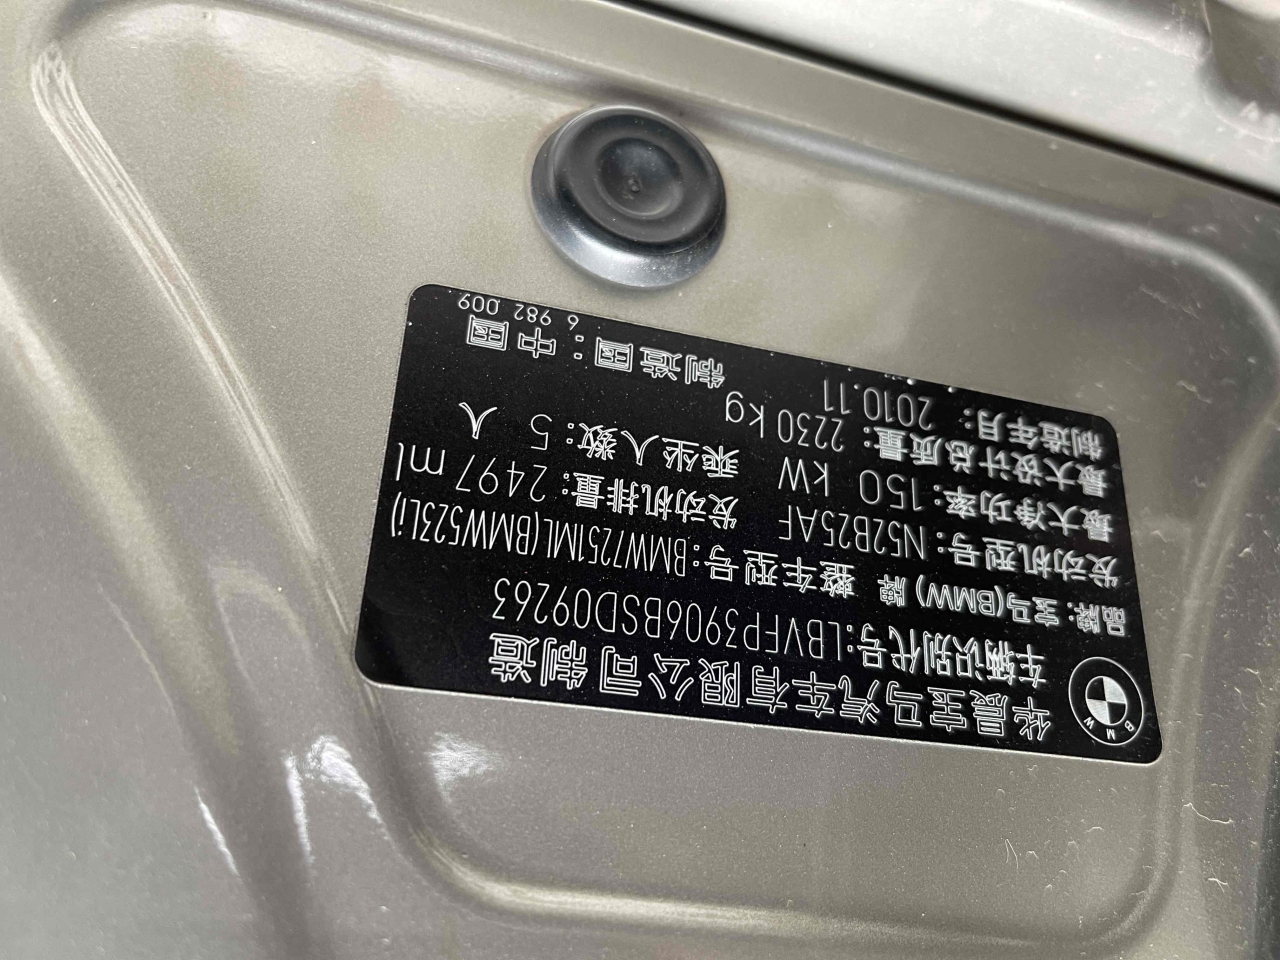 BMW
华晨宝马汽车有限公司制造
车辆识别代号:LBVFP3906BSD09263
品牌: 宝马(BMW) 牌 整车型号:BMW7251ML(BMW523Li)
发动机型号: N52B25AF 发动机排量: 2497 ml
最大净功率: 150 kW 乘坐人数: 5 人
最大设计总质量: 2230 kg
制造年月: 2010.11 制造国: 中国
6 982 009